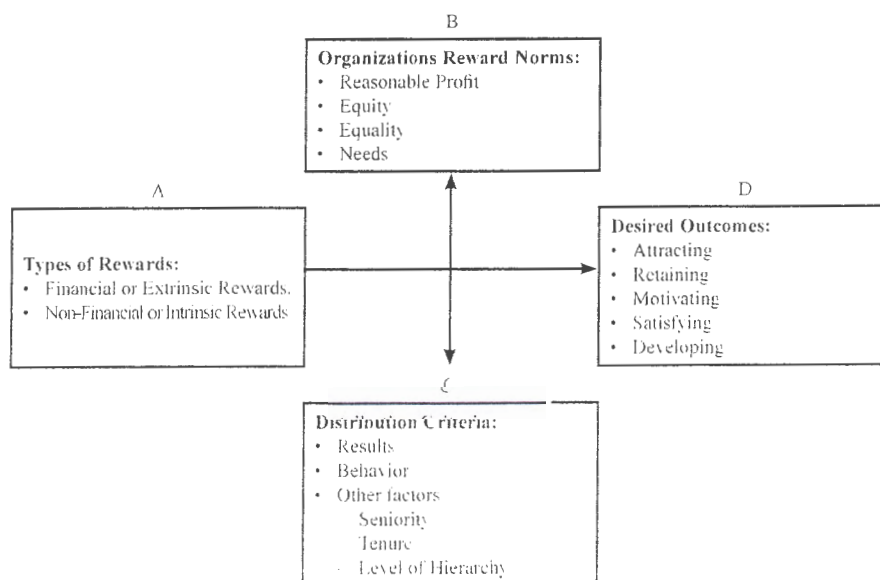 B
Organizations Reward Norms:
• Reasonable Profit
• Equity
• Equality
• Needs
A
Types of Rewards:
• Financial or Extrinsic Rewards.
• Non-Financial or Intrinsic Rewards
D
Desired Outcomes:
• Attracting
• Retaining
• Motivating
• Satisfying
• Developing
C
Distribution Criteria:
• Results
• Behavior
• Other factors
Seniority
Tenure
- Level of Hierarchy